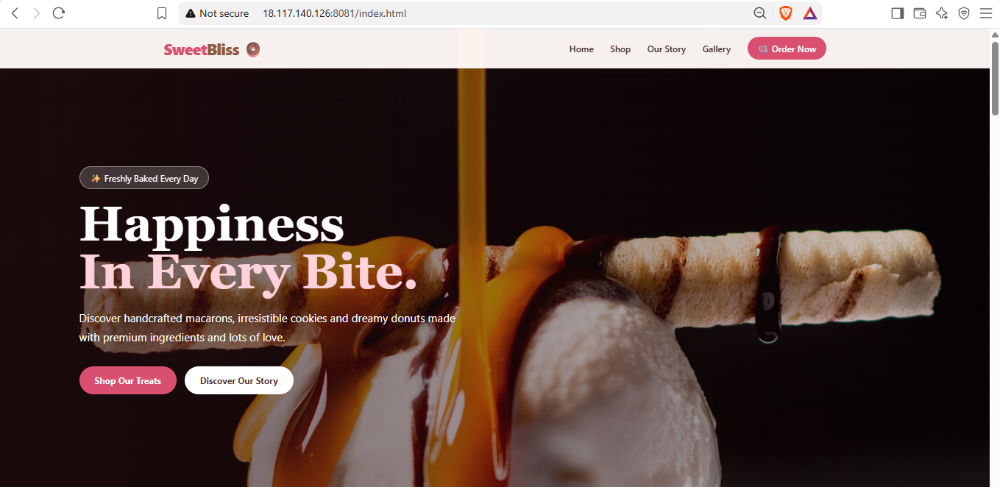 Not secure 18.117.140.126:8081/index.html
SweetBliss Home Shop Our Story Gallery Order Now
Freshly Baked Every Day
Happiness
In Every Bite.
Discover handcrafted macarons, irresistible cookies and dreamy donuts made
with premium ingredients and lots of love.
Shop Our Treats Discover Our Story